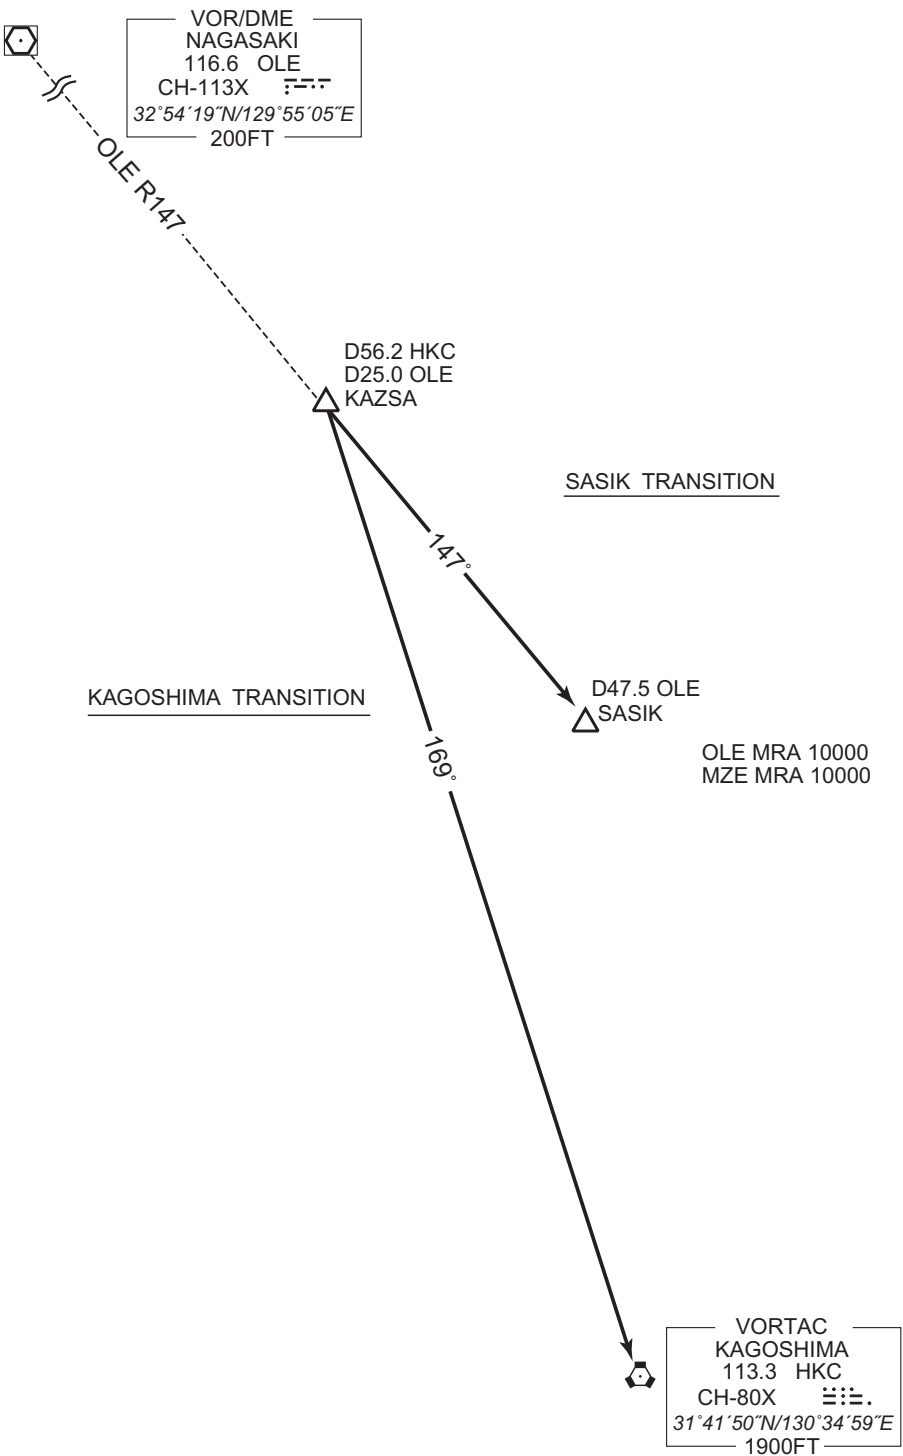 VOR/DME
NAGASAKI
116.6 OLE
CH-113X
32°54´19˝N/129°55´05˝E
200FT
OLE R147
D56.2 HKC
D25.0 OLE
KAZSA
SASIK TRANSITION
147°
KAGOSHIMA TRANSITION
D47.5 OLE
SASIK
169°
OLE MRA 10000
MZE MRA 10000
VORTAC
KAGOSHIMA
113.3 HKC
CH-80X
31°41´50˝N/130°34´59˝E
1900FT